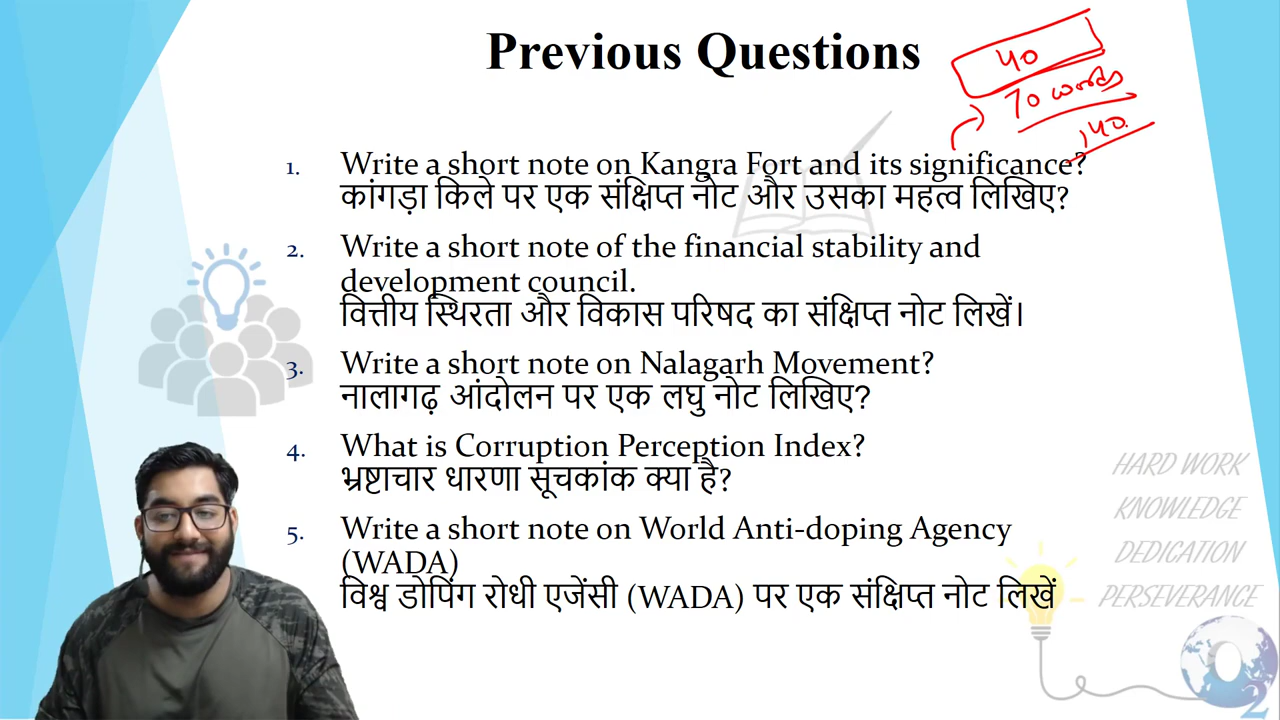 Previous Questions
40
70 words
140.
1. Write a short note on Kangra Fort and its significance?
कांगड़ा किले पर एक संक्षिप्त नोट और उसका महत्व लिखिए?
2. Write a short note of the financial stability and
development council.
वित्तीय स्थिरता और विकास परिषद का संक्षिप्त नोट लिखें।
3. Write a short note on Nalagarh Movement?
नालागढ़ आंदोलन पर एक लघु नोट लिखिए?
4. What is Corruption Perception Index?
भ्रष्टाचार धारणा सूचकांक क्या है?
5. Write a short note on World Anti-doping Agency
(WADA)
विश्व डोपिंग रोधी एजेंसी (WADA) पर एक संक्षिप्त नोट लिखें
HARD WORK
KNOWLEDGE
DEDICATION
PERSEVERANCE
O2